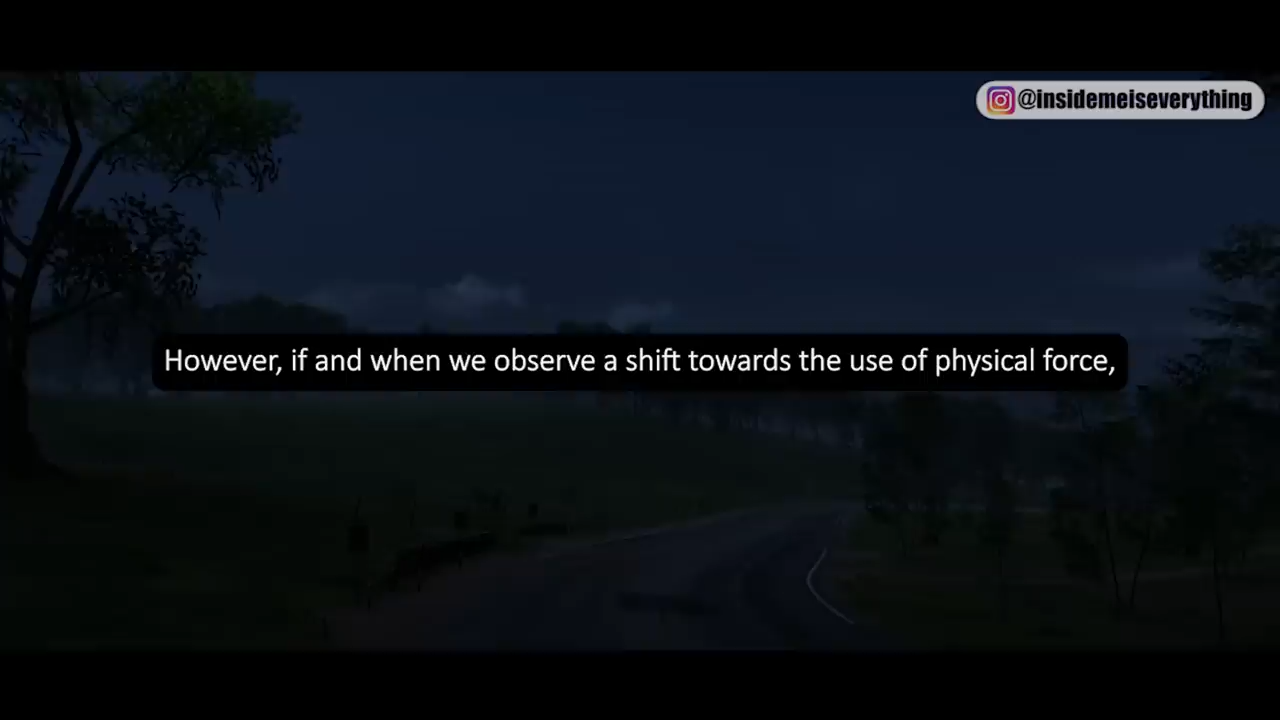 @insidemeiseverything
However, if and when we observe a shift towards the use of physical force,